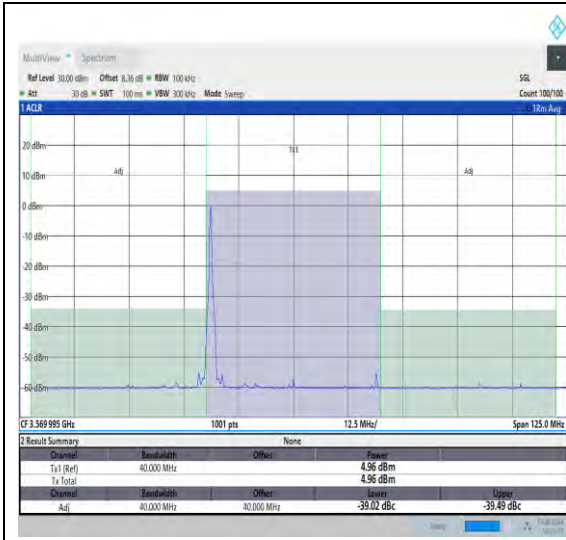 MultiView Spectrum
Ref Level 30.00 dBm Offset 8.36 dB RBW 100 kHz SGL
Att 30 dB SWT 100 ms VBW 300 kHz Mode Sweep Count 100/100
1 ACLR 1Rm Avg
Tx1
20 dBm
Adj Adj
10 dBm
0 dBm
-10 dBm
-20 dBm
-30 dBm
-40 dBm
-50 dBm
-60 dBm
CF 3.569 995 GHz 1001 pts 12.5 MHz/ Span 125.0 MHz
2 Result Summary None
Channel Bandwidth Offset Power
Tx1 (Ref) 40.000 MHz 4.96 dBm
Tx Total 4.96 dBm
Channel Bandwidth Offset Lower Upper
Adj 40.000 MHz 40.000 MHz -39.02 dBc -39.49 dBc